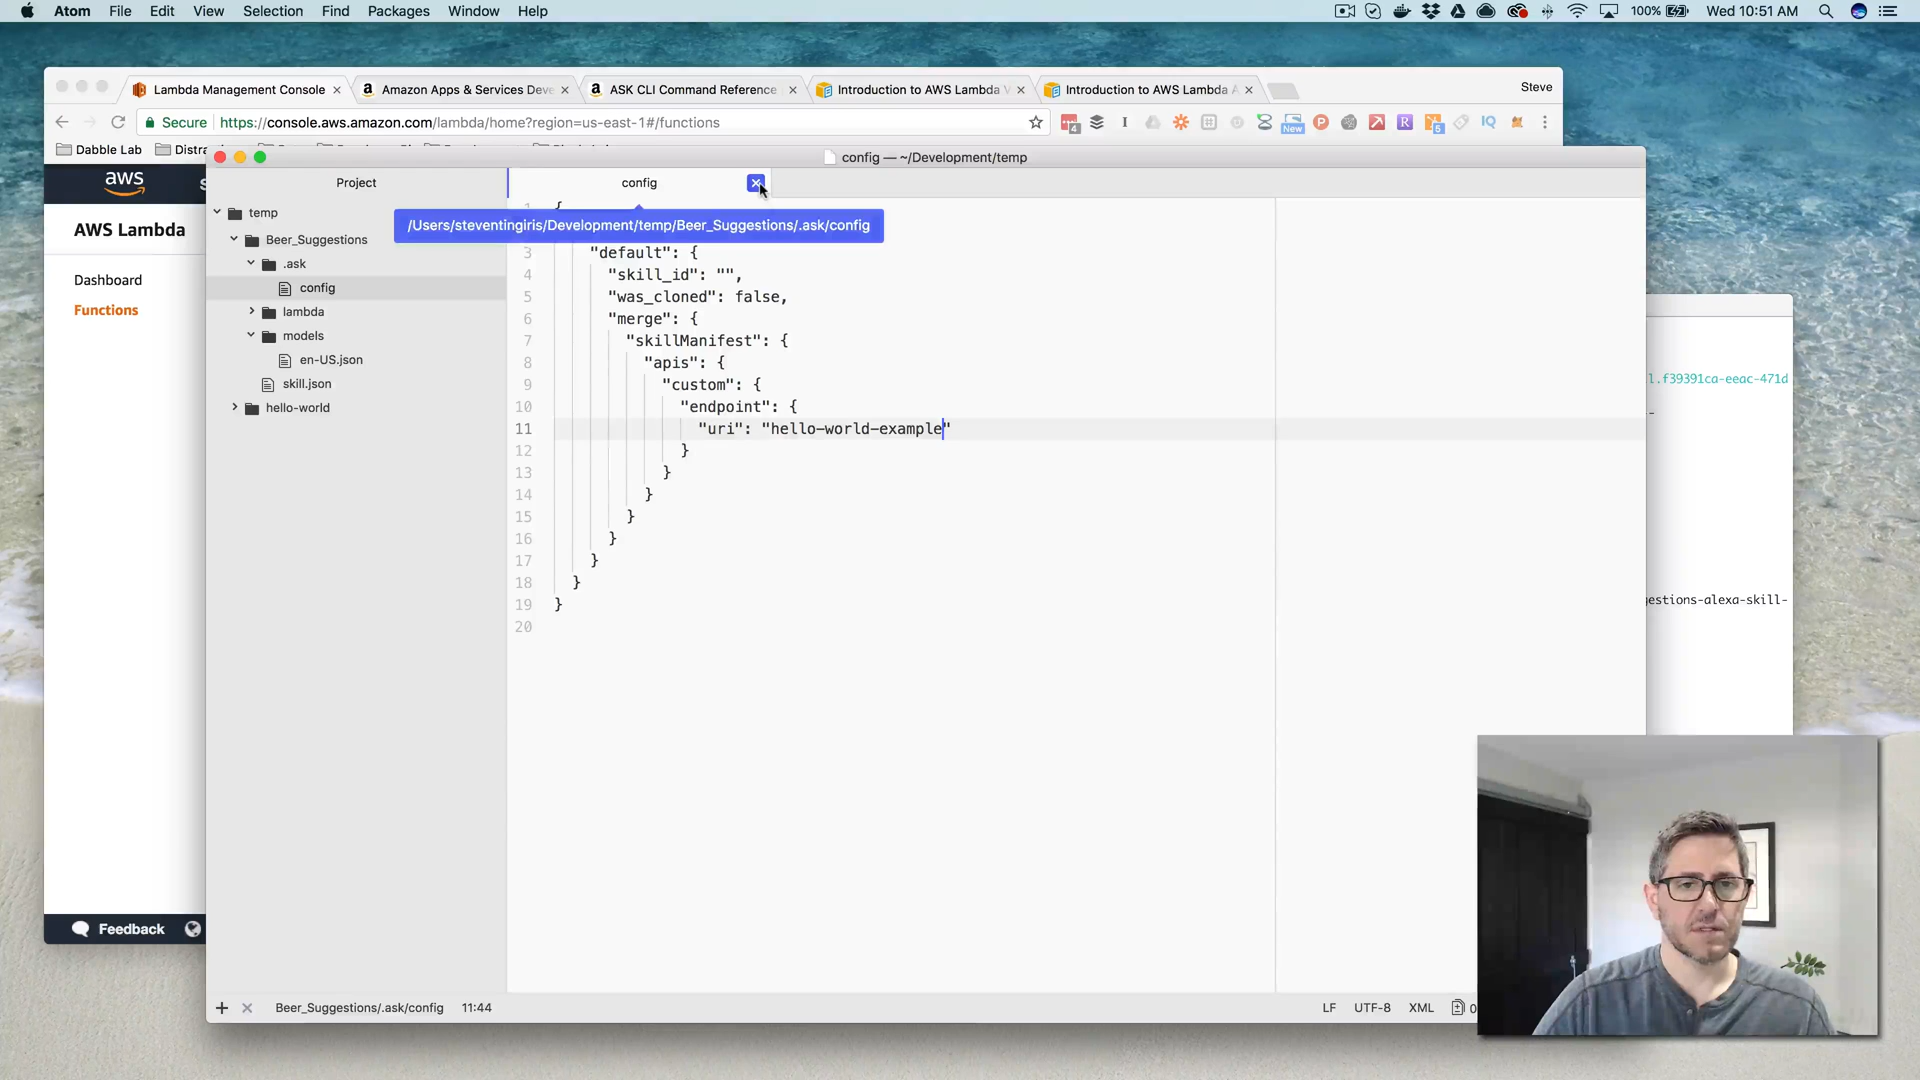 Atom File Edit View Selection Find Packages Window Help
100% Wed 10:51 AM
Lambda Management Console
Amazon Apps & Services Deve
ASK CLI Command Reference
Introduction to AWS Lambda V
Introduction to AWS Lambda A
Steve
Secure https://console.aws.amazon.com/lambda/home?region=us-east-1#/functions
4
New
5
Dabble Lab
config — ~/Development/temp
aws
AWS Lambda
Dashboard
Functions
Feedback
Project
temp
Beer_Suggestions
.ask
config
lambda
models
en-US.json
skill.json
hello-world
config
/Users/steventingiris/Development/temp/Beer_Suggestions/.ask/config
1 {
3 "default": {
4 "skill_id": "",
5 "was_cloned": false,
6 "merge": {
7 "skillManifest": {
8 "apis": {
9 "custom": {
10 "endpoint": {
11 "uri": "hello-world-example"
12 }
13 }
14 }
15 }
16 }
17 }
18 }
19 }
20
l.f39391ca-eeac-471d
gestions-alexa-skill-
Beer_Suggestions/.ask/config 11:44
LF UTF-8 XML 0